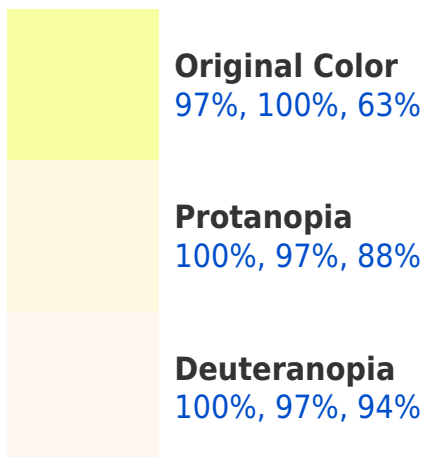 Original Color
97%, 100%, 63%
Protanopia
100%, 97%, 88%
Deuteranopia
100%, 97%, 94%